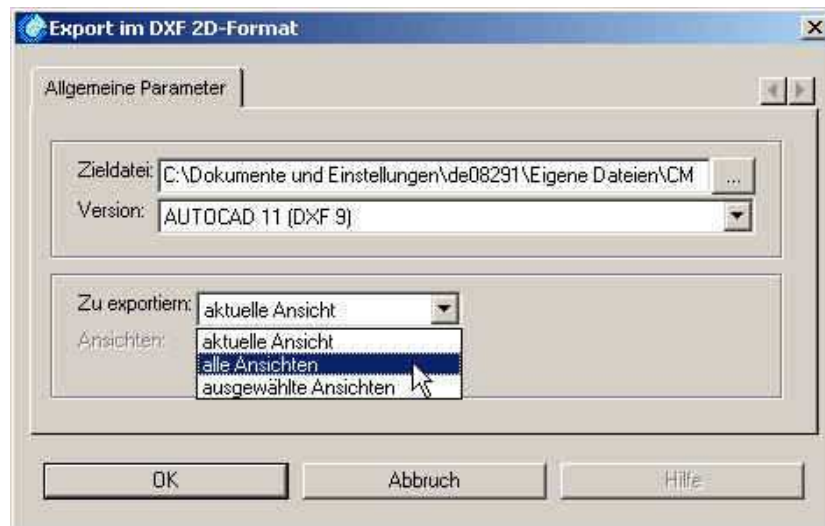 Export im DXF 2D-Format
Allgemeine Parameter
Zieldatei: C:\Dokumente und Einstellungen\de08291\Eigene Dateien\CM ...
Version: AUTOCAD 11 (DXF 9)
Zu exportiern: aktuelle Ansicht
Ansichten: aktuelle Ansicht
alle Ansichten
ausgewählte Ansichten
OK Abbruch Hilfe